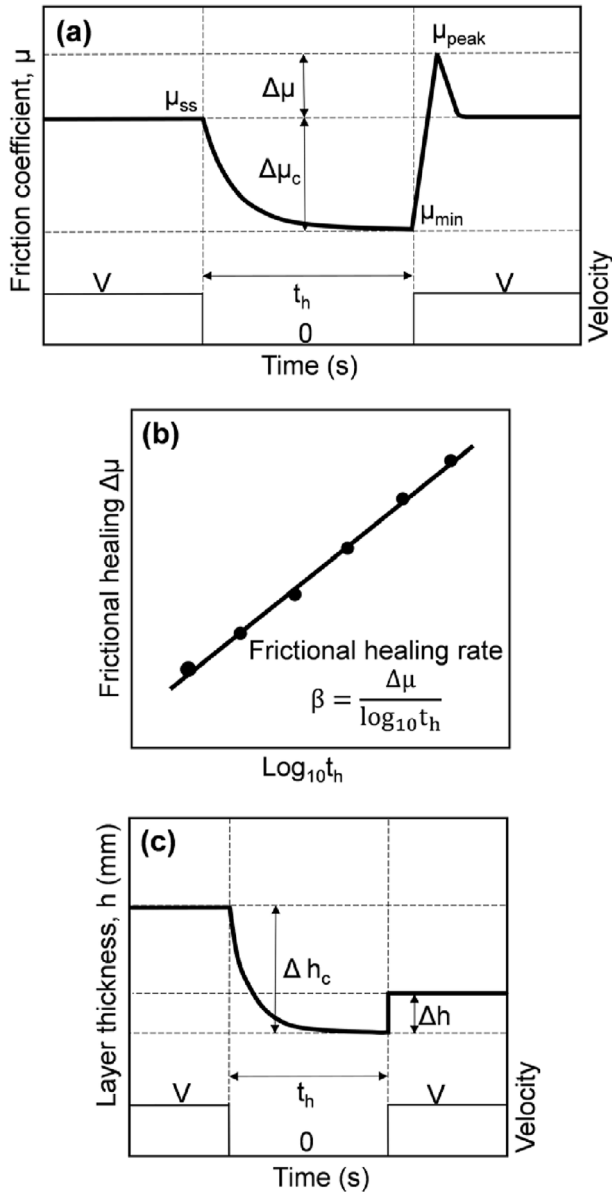 (a)
μpeak
Δμ
μss
Δμc
μmin
Friction coefficient, μ
V
V
th
0
Velocity
Time (s)
(b)
Frictional healing Δμ
Frictional healing rate
β = Δμ / log10th
Log10th
(c)
Layer thickness, h (mm)
Δ hc
Δh
V
V
th
0
Velocity
Time (s)